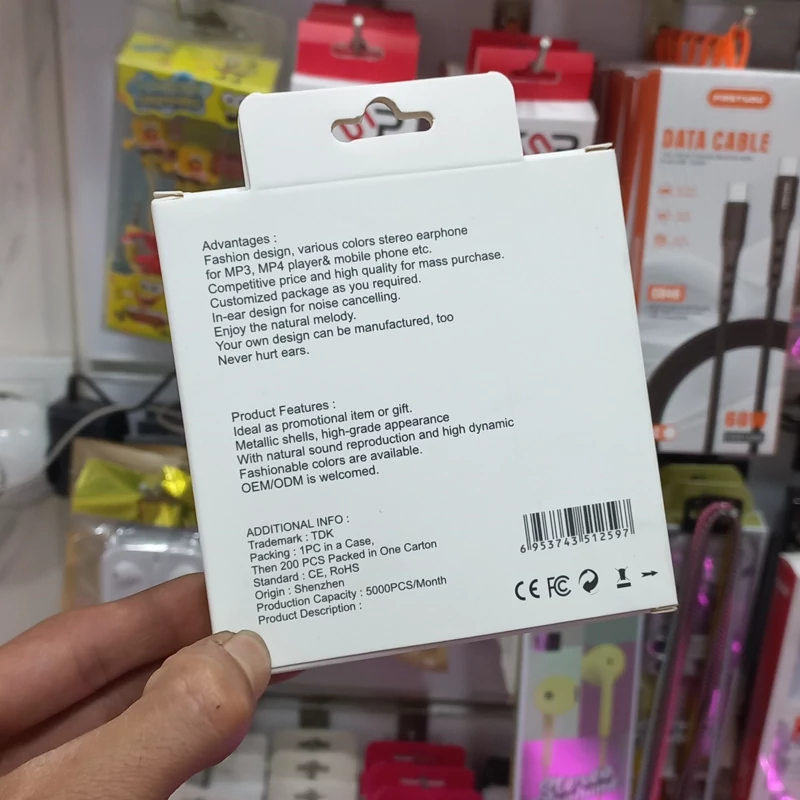 Advantages :
Fashion design, various colors stereo earphone
for MP3, MP4 player& mobile phone etc.
Competitive price and high quality for mass purchase.
Customized package as you required.
In-ear design for noise cancelling.
Enjoy the natural melody.
Your own design can be manufactured, too
Never hurt ears.
Product Features :
Ideal as promotional item or gift.
Metallic shells, high-grade appearance
With natural sound reproduction and high dynamic
Fashionable colors are available.
OEM/ODM is welcomed.
ADDITIONAL INFO :
Trademark : TDK
Packing : 1PC in a Case,
Then 200 PCS Packed in One Carton
Standard : CE, RoHS
Origin : Shenzhen
Production Capacity : 5000PCS/Month
Product Description :
6 953743 512597
CE FC
DATA CABLE
60W